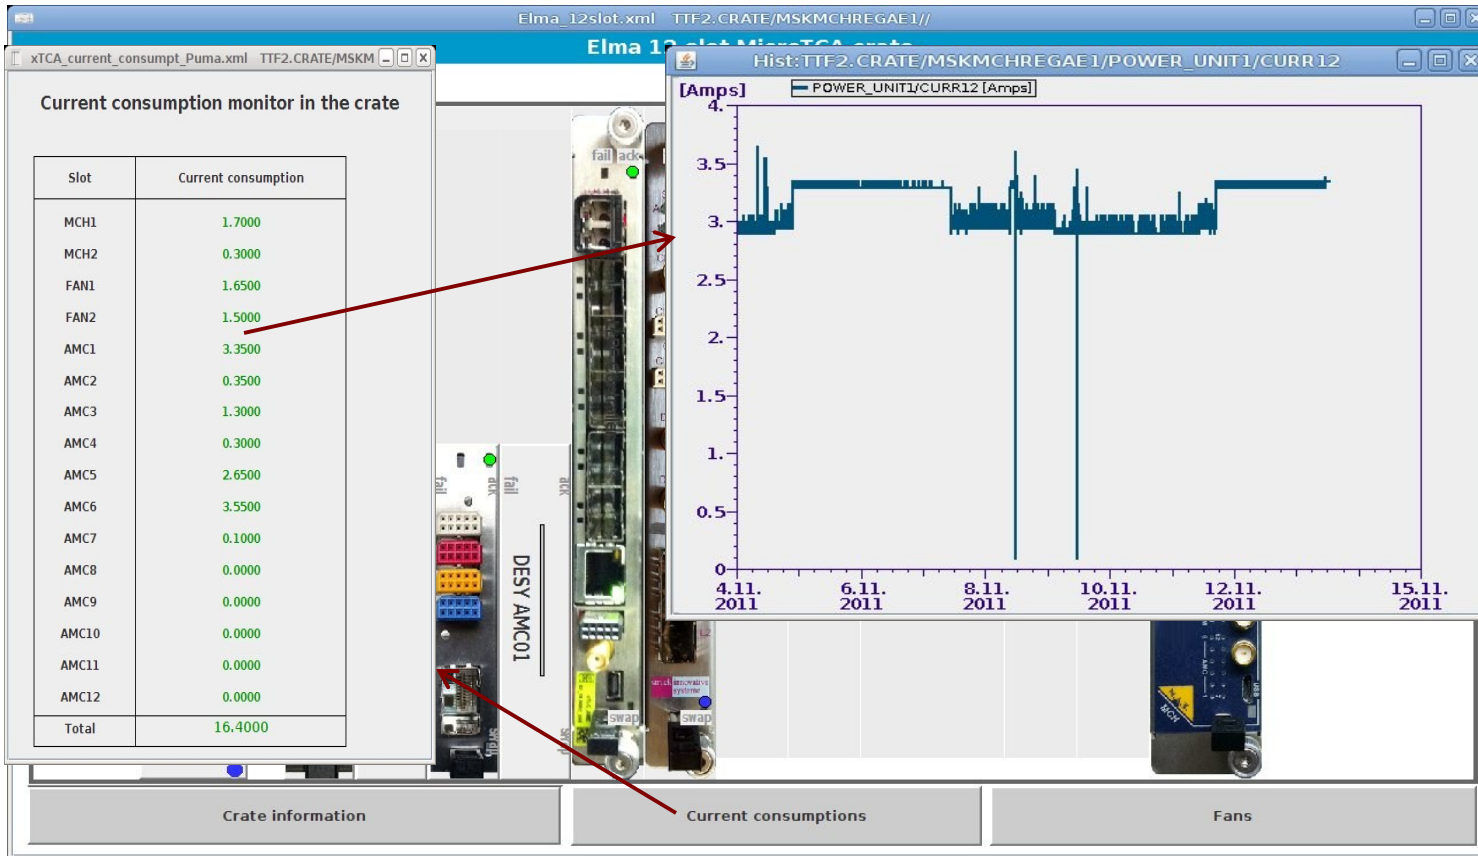 Elma_12slot.xml TTF2.CRATE/MSKMCHREGAE1//
Elma 12 slot MicroTCA crate
xTCA_current_consumpt_Puma.xml TTF2.CRATE/MSKM
Current consumption monitor in the crate
Slot Current consumption
MCH1 1.7000
MCH2 0.3000
FAN1 1.6500
FAN2 1.5000
AMC1 3.3500
AMC2 0.3500
AMC3 1.3000
AMC4 0.3000
AMC5 2.6500
AMC6 3.5500
AMC7 0.1000
AMC8 0.0000
AMC9 0.0000
AMC10 0.0000
AMC11 0.0000
AMC12 0.0000
Total 16.4000
fail ack
fail ack
DESY AMC01
fail ack
swap
swap
swap
MCH
USB
Hist:TTF2.CRATE/MSKMCHREGAE1/POWER_UNIT1/CURR12
[Amps]
POWER_UNIT1/CURR12 [Amps]
4.
3.5
3.
2.5
2.
1.5
1.
0.5
0
4.11. 6.11. 8.11. 10.11. 12.11. 15.11.
2011 2011 2011 2011 2011 2011
Crate information
Current consumptions
Fans